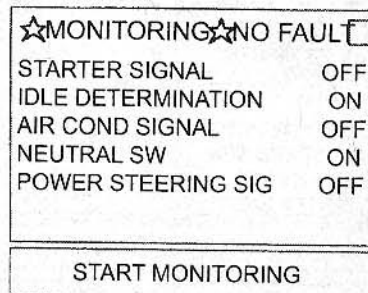 ☆MONITORING☆NO FAULT
STARTER SIGNAL OFF
IDLE DETERMINATION ON
AIR COND SIGNAL OFF
NEUTRAL SW ON
POWER STEERING SIG OFF
START MONITORING